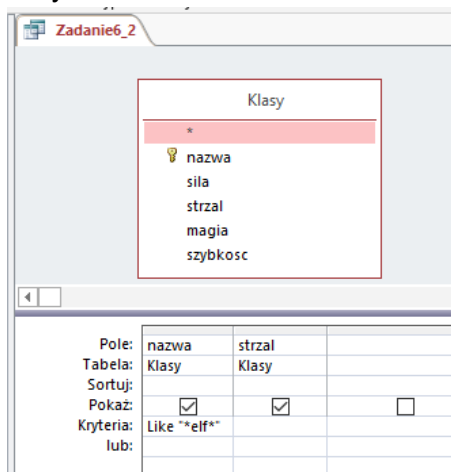 Zadanie6_2
Klasy
*
nazwa
sila
strzal
magia
szybkosc
Pole: nazwa strzal
Tabela: Klasy Klasy
Sortuj:
Pokaż:
Kryteria: Like "*elf*"
lub: